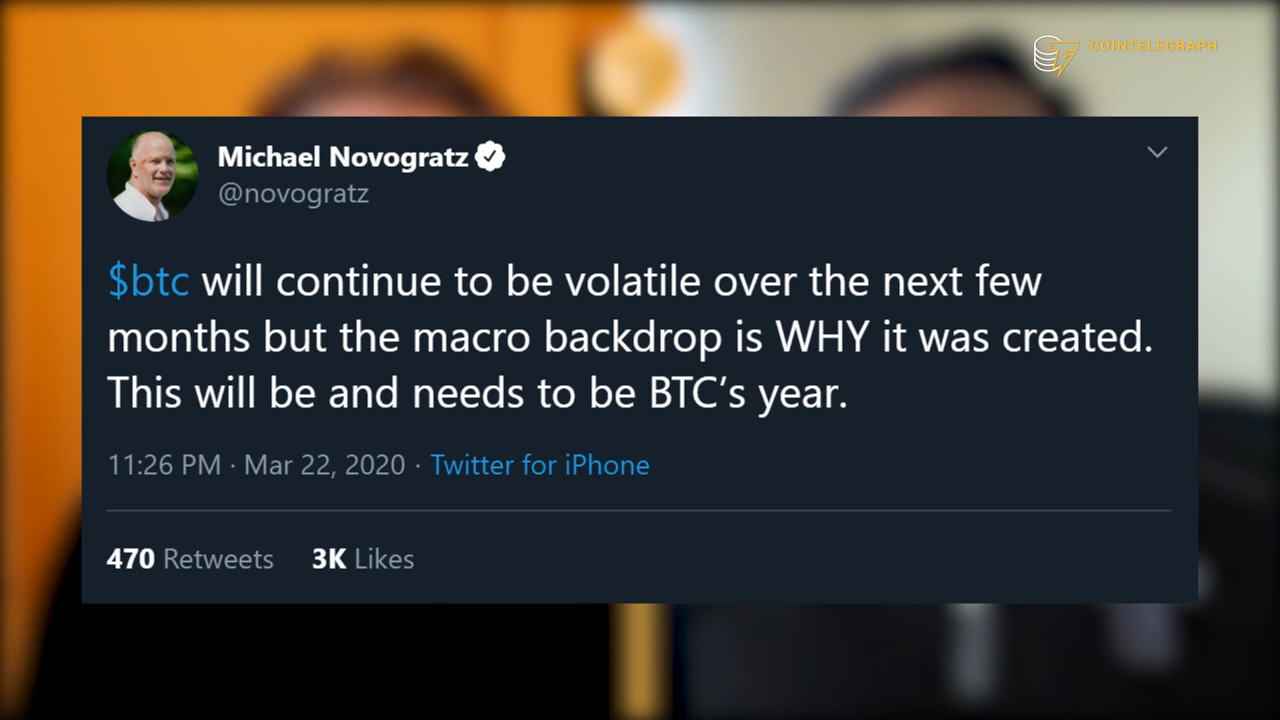 COINTELEGRAPH
Michael Novogratz
@novogratz
$btc will continue to be volatile over the next few
months but the macro backdrop is WHY it was created.
This will be and needs to be BTC’s year.
11:26 PM · Mar 22, 2020 · Twitter for iPhone
470 Retweets 3K Likes